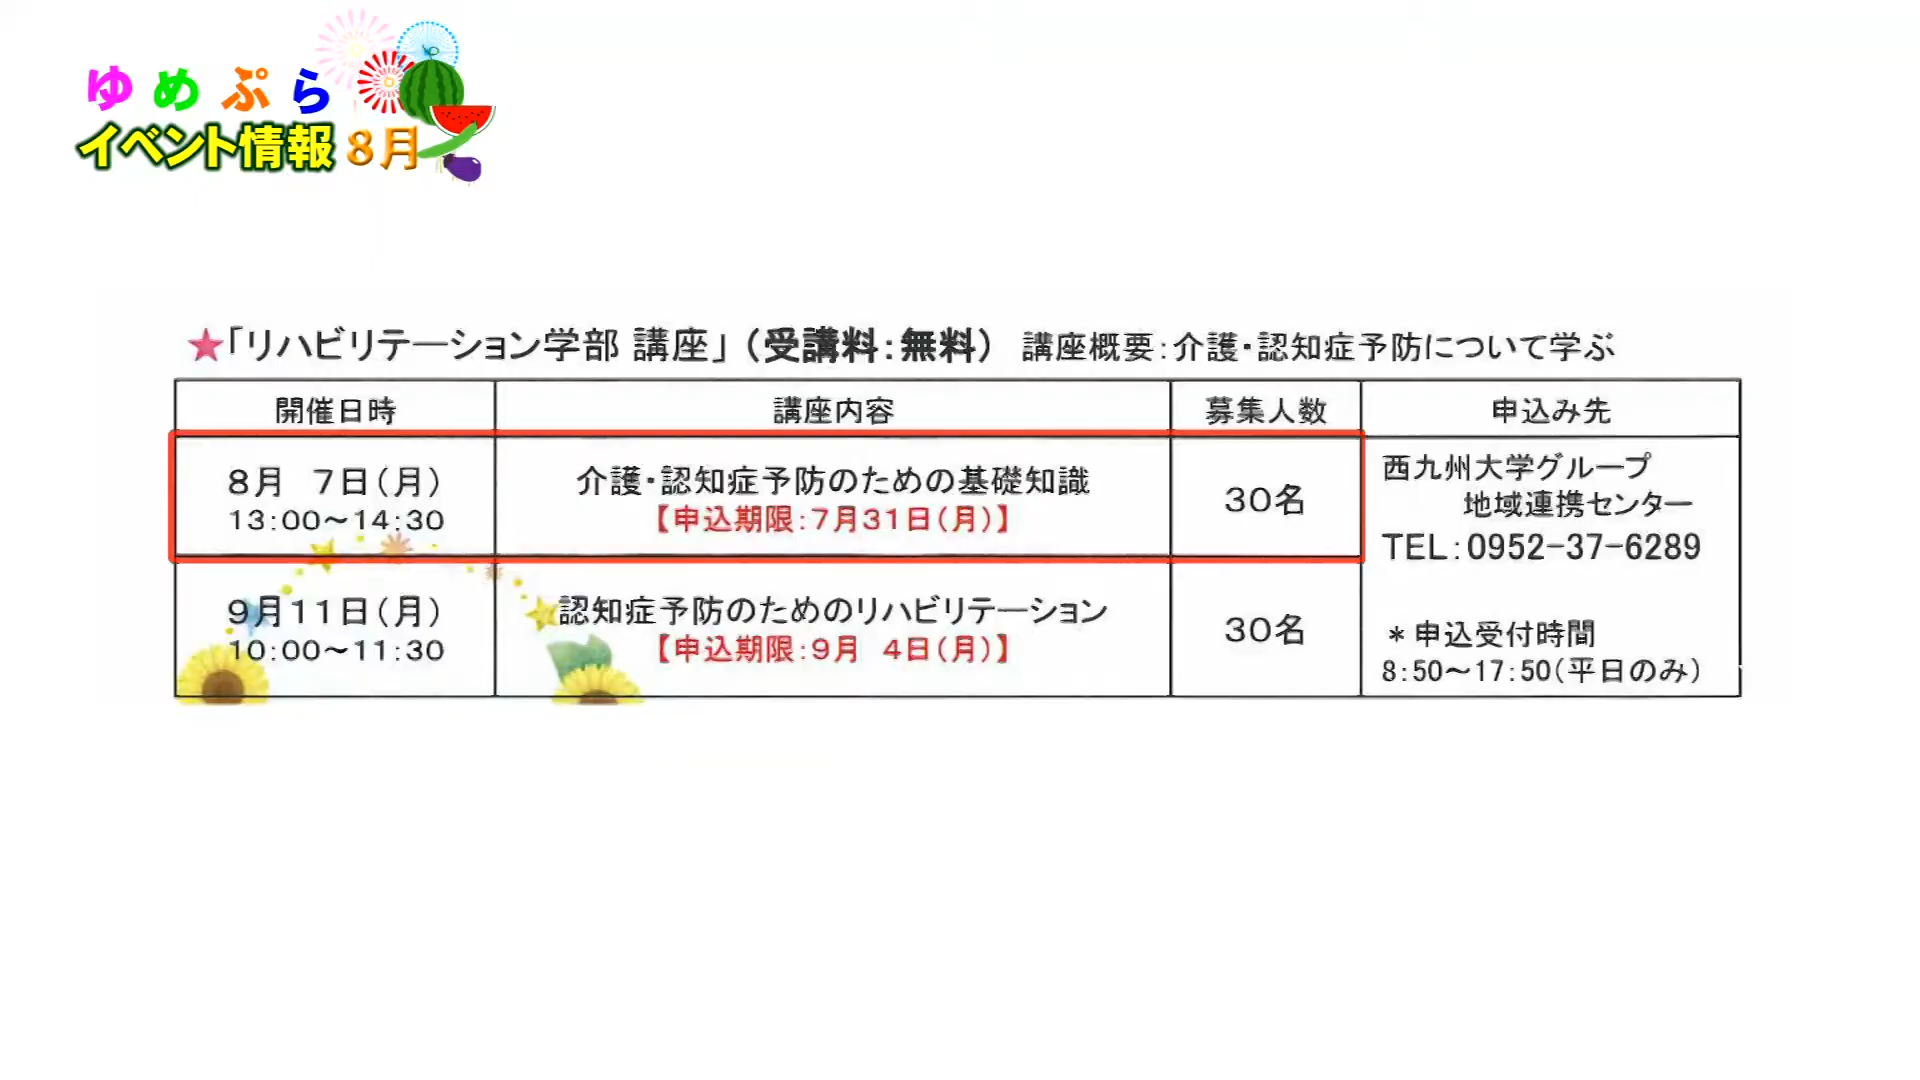 ゆめぷら
イベント情報 8月
★「リハビリテーション学部 講座」（受講料：無料） 講座概要：介護・認知症予防について学ぶ
開催日時 講座内容 募集人数 申込み先
8月 7日（月）
13：00～14：30
介護・認知症予防のための基礎知識
【申込期限：7月31日（月）】
30名
9月11日（月）
10：00～11：30
認知症予防のためのリハビリテーション
【申込期限：9月 4日（月）】
30名
西九州大学グループ
地域連携センター
TEL：0952-37-6289
＊申込受付時間
8：50～17：50（平日のみ）